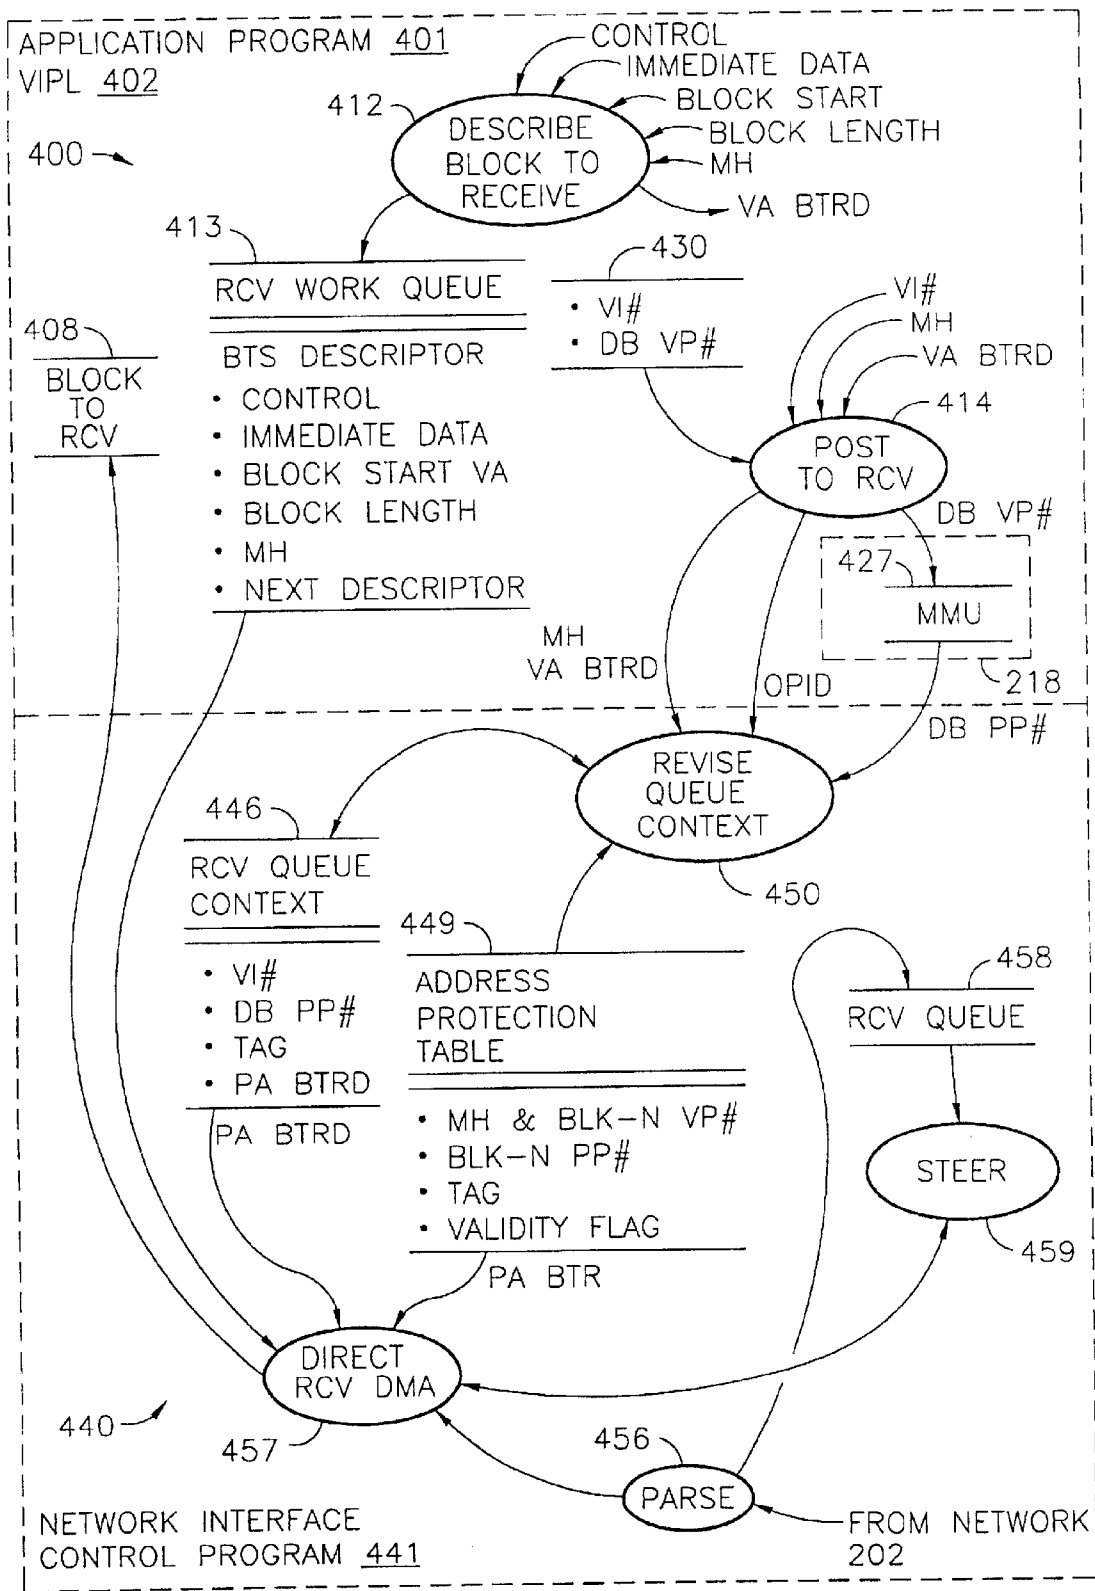 APPLICATION PROGRAM 401
VIPL 402
CONTROL
IMMEDIATE DATA
BLOCK START
BLOCK LENGTH
MH
VA BTRD
412
DESCRIBE
BLOCK TO
RECEIVE
400
413
RCV WORK QUEUE
BTS DESCRIPTOR
• CONTROL
• IMMEDIATE DATA
• BLOCK START VA
• BLOCK LENGTH
• MH
• NEXT DESCRIPTOR
430
• VI#
• DB VP#
408
BLOCK
TO
RCV
VI#
MH
VA BTRD
414
POST
TO RCV
DB VP#
427
MMU
218
MH
VA BTRD
OPID
DB PP#
REVISE
QUEUE
CONTEXT
450
446
RCV QUEUE
CONTEXT
• VI#
• DB PP#
• TAG
• PA BTRD
PA BTRD
449
ADDRESS
PROTECTION
TABLE
• MH & BLK-N VP#
• BLK-N PP#
• TAG
• VALIDITY FLAG
PA BTR
458
RCV QUEUE
STEER
459
DIRECT
RCV DMA
457
440
456
PARSE
FROM NETWORK
202
NETWORK INTERFACE
CONTROL PROGRAM 441